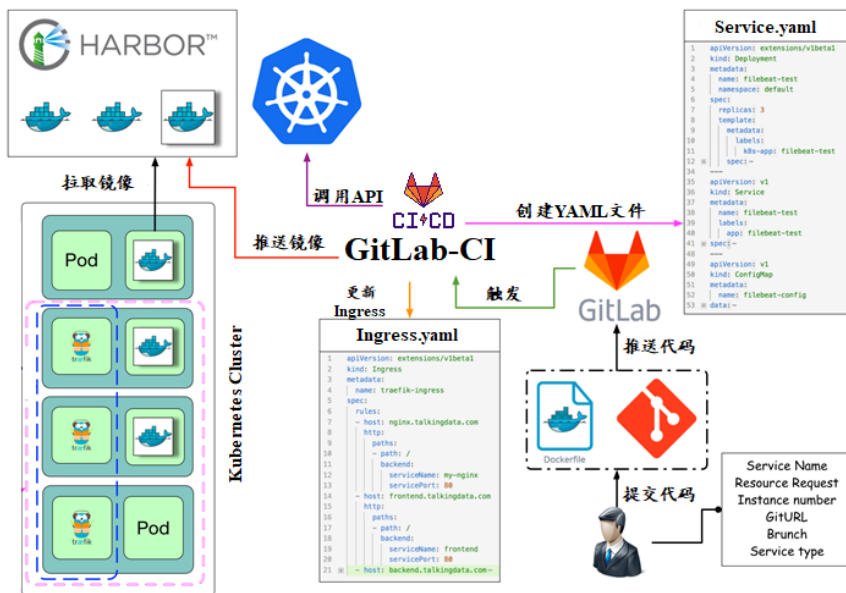 HARBOR™
拉取镜像
Pod
træfik
træfik
træfik
Pod
Kubernetes Cluster
调用API
推送镜像
CI CD
GitLab-CI
创建YAML文件
触发
GitLab
更新
Ingress
Ingress.yaml
1 apiVersion: extensions/v1beta1
2 kind: Ingress
3 metadata:
4 name: traefik-ingress
5 spec:
6 rules:
7 - host: nginx.talkingdata.com
8 http:
9 paths:
10 - path: /
11 backend:
12 serviceName: my-nginx
13 servicePort: 80
14 - host: frontend.talkingdata.com
15 http:
16 paths:
17 - path: /
18 backend:
19 serviceName: frontend
20 servicePort: 80
21 - host: backend.talkingdata.com
Service.yaml
1 apiVersion: extensions/v1beta1
2 kind: Deployment
3 metadata:
4 name: filebeat-test
5 namespace: default
6 spec:
7 replicas: 3
8 template:
9 metadata:
10 labels:
11 k8s-app: filebeat-test
12 spec:
34 ---
35 apiVersion: v1
36 kind: Service
37 metadata:
38 name: filebeat-test
39 labels:
40 app: filebeat-test
41 spec:
48 ---
49 apiVersion: v1
50 kind: ConfigMap
51 metadata:
52 name: filebeat-config
53 data:
推送代码
Dockerfile
提交代码
Service Name
Resource Request
Instance number
GitURL
Brunch
Service type